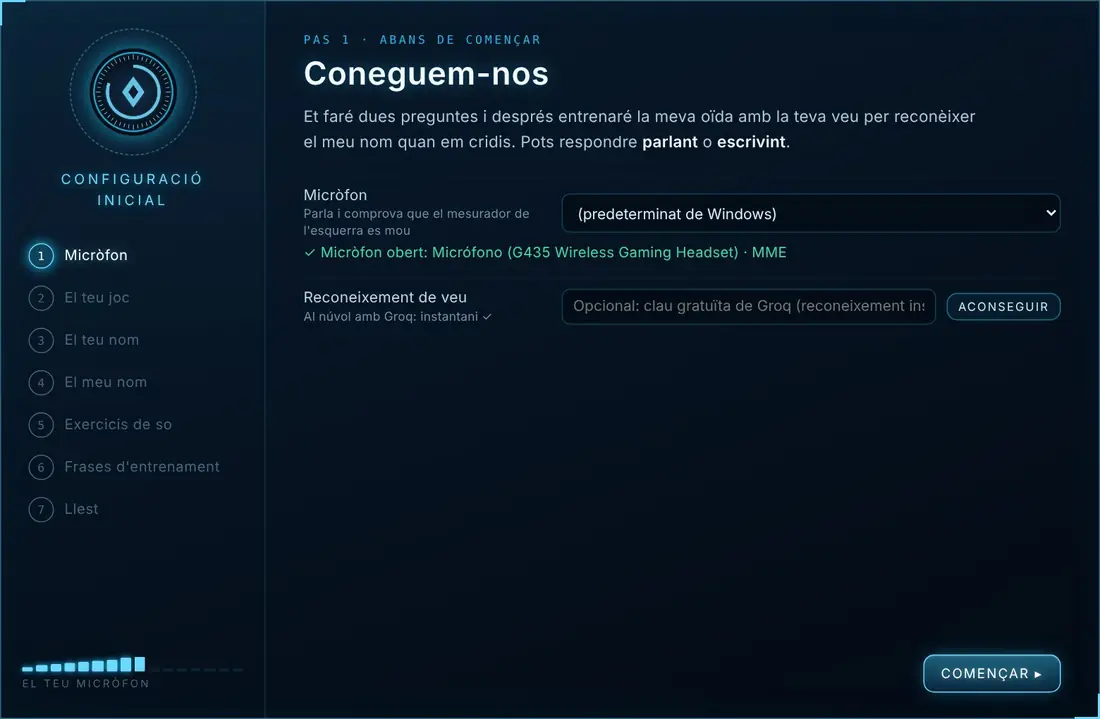 CONFIGURACIÓ
INICIAL
1 Micròfon
2 El teu joc
3 El teu nom
4 El meu nom
5 Exercicis de so
6 Frases d'entrenament
7 Llest
EL TEU MICRÒFON
PAS 1 · ABANS DE COMENÇAR
Coneguem-nos
Et faré dues preguntes i després entrenaré la meva oïda amb la teva veu per reconèixer
el meu nom quan em cridis. Pots respondre parlant o escrivint.
Micròfon
Parla i comprova que el mesurador de
l'esquerra es mou
(predeterminat de Windows)
✓ Micròfon obert: Micrófono (G435 Wireless Gaming Headset) · MME
Reconeixement de veu
Al núvol amb Groq: instantani ✓
Opcional: clau gratuïta de Groq (reconeixement ins
ACONSEGUIR
COMENÇAR ▸